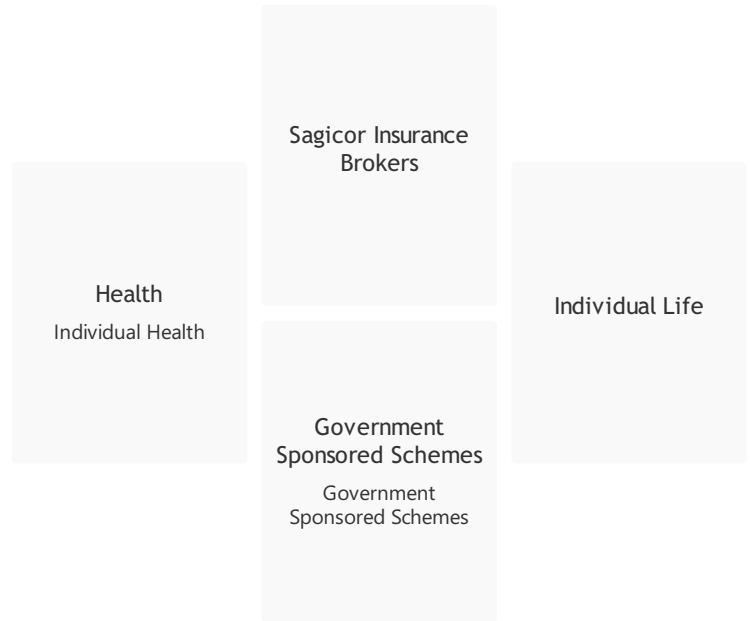 Sagicor Insurance
Brokers
Health
Individual Health
Individual Life
Government
Sponsored Schemes
Government
Sponsored Schemes